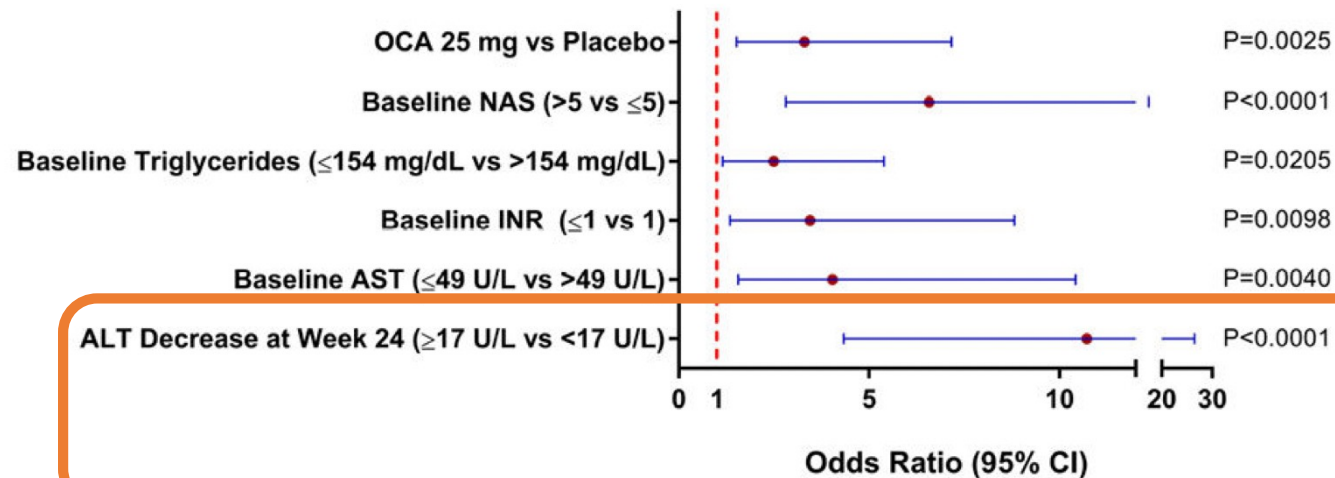 OCA 25 mg vs Placebo P=0.0025
Baseline NAS (>5 vs ≤5) P<0.0001
Baseline Triglycerides (≤154 mg/dL vs >154 mg/dL) P=0.0205
Baseline INR (≤1 vs 1) P=0.0098
Baseline AST (≤49 U/L vs >49 U/L) P=0.0040
ALT Decrease at Week 24 (≥17 U/L vs <17 U/L) P<0.0001
0 1 5 10 20 30
Odds Ratio (95% CI)